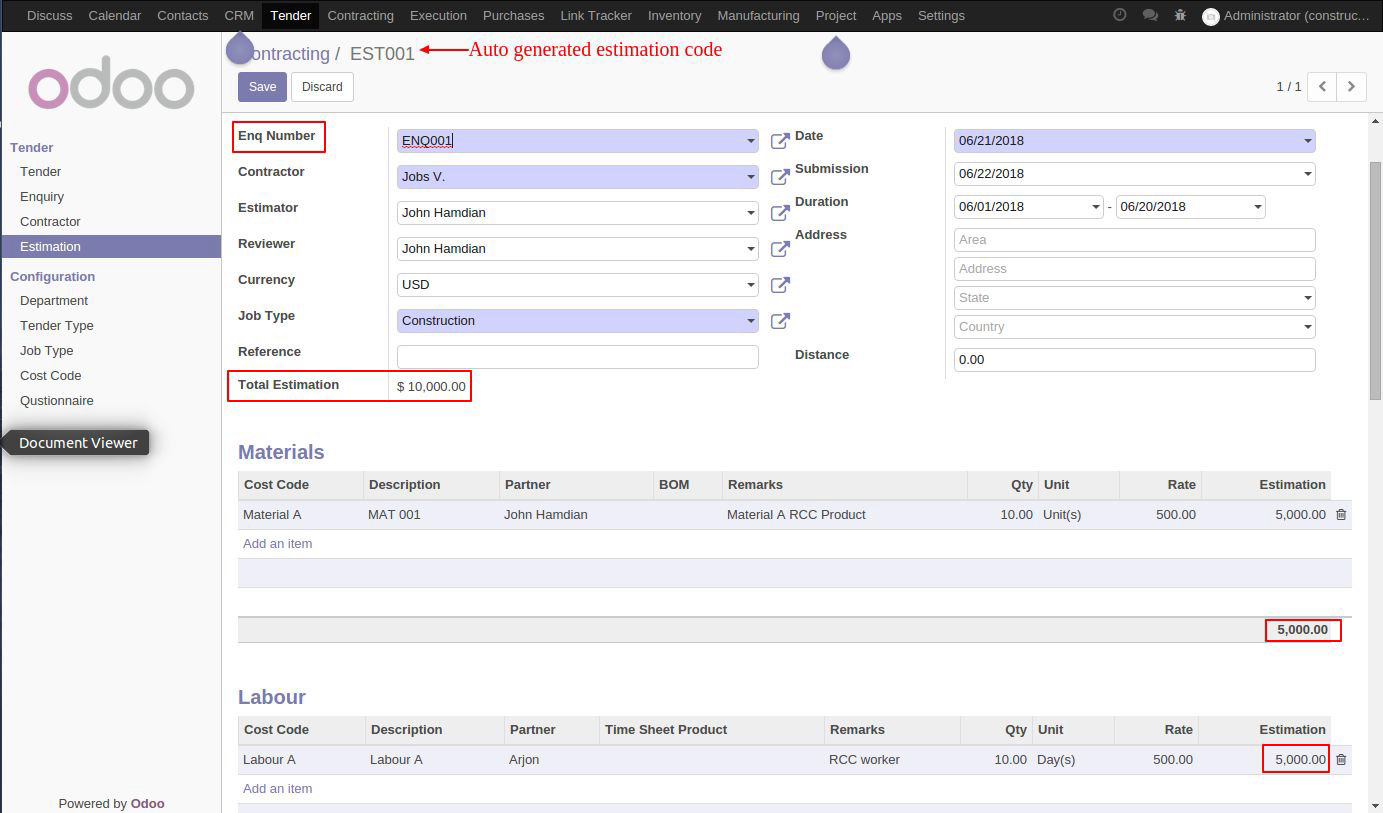 Discuss Calendar Contacts CRM Tender Contracting Execution Purchases Link Tracker Inventory Manufacturing Project Apps Settings Administrator (construc...
odoo
Tender
Tender
Enquiry
Contractor
Estimation
Configuration
Department
Tender Type
Job Type
Cost Code
Qustionnaire
Document Viewer
Powered by Odoo
ontracting / EST001 Auto generated estimation code
Save Discard 1 / 1
Enq Number ENQ001
Contractor Jobs V.
Estimator John Hamdian
Reviewer John Hamdian
Currency USD
Job Type Construction
Reference
Total Estimation $ 10,000.00
Date 06/21/2018
Submission 06/22/2018
Duration 06/01/2018 - 06/20/2018
Address Area
Address
State
Country
Distance 0.00
Materials
Cost Code Description Partner BOM Remarks Qty Unit Rate Estimation
Material A MAT 001 John Hamdian Material A RCC Product 10.00 Unit(s) 500.00 5,000.00
Add an item
5,000.00
Labour
Cost Code Description Partner Time Sheet Product Remarks Qty Unit Rate Estimation
Labour A Labour A Arjon RCC worker 10.00 Day(s) 500.00 5,000.00
Add an item